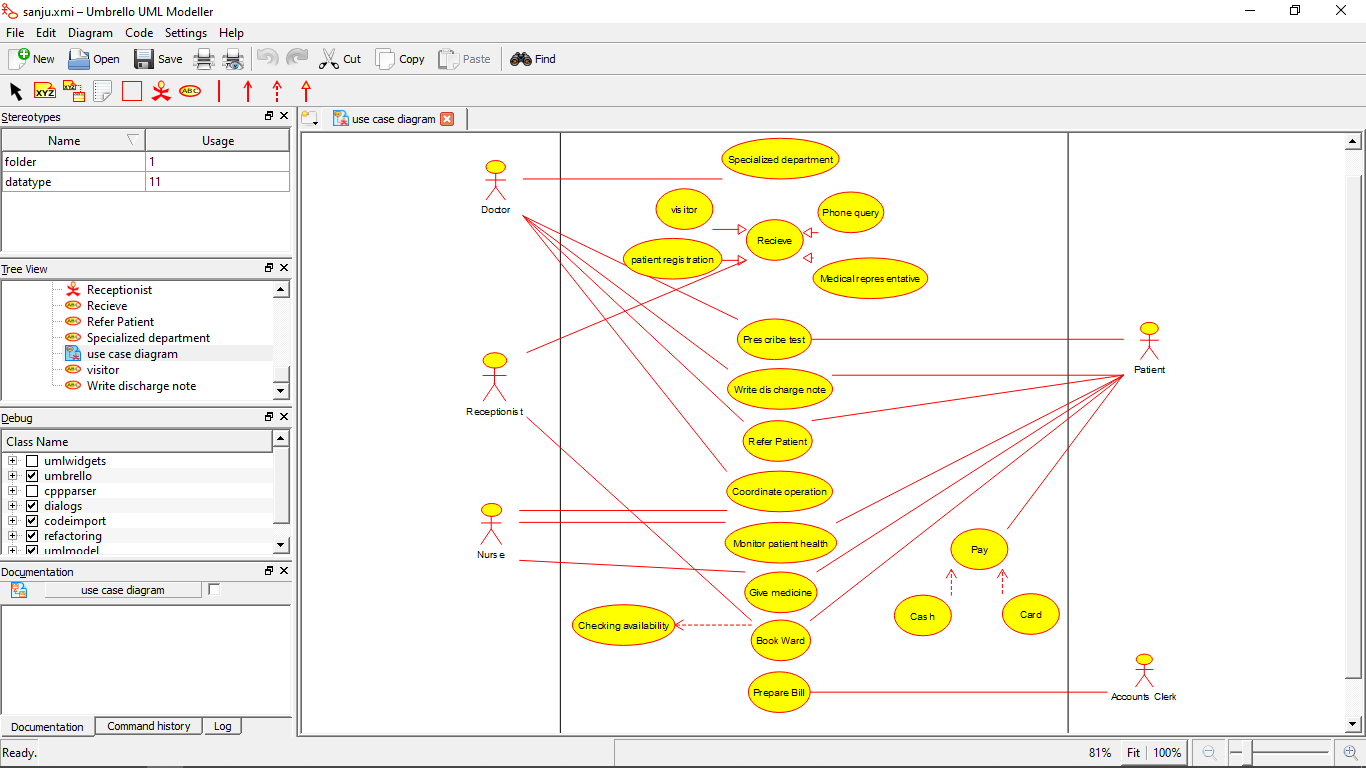 sanju.xmi – Umbrello UML Modeller
File Edit Diagram Code Settings Help
New Open Save Cut Copy Paste Find
XYZ XYZ ABC
Stereotypes
use case diagram
Name Usage
folder 1
datatype 11
Tree View
Receptionist
Recieve
Refer Patient
Specialized department
use case diagram
visitor
Write discharge note
Debug
Class Name
umlwidgets
umbrello
cppparser
dialogs
codeimport
refactoring
umlmodel
Documentation
use case diagram
Documentation Command history Log
Specialized department
Doctor
visitor
Phone query
Recieve
patient registration
Medical representative
Prescribe test
Patient
Write discharge note
Receptionist
Refer Patient
Coordinate operation
Monitor patient health
Nurse
Pay
Give medicine
Cash
Card
Checking availability
Book Ward
Prepare Bill
Accounts Clerk
Ready.
81% Fit 100%